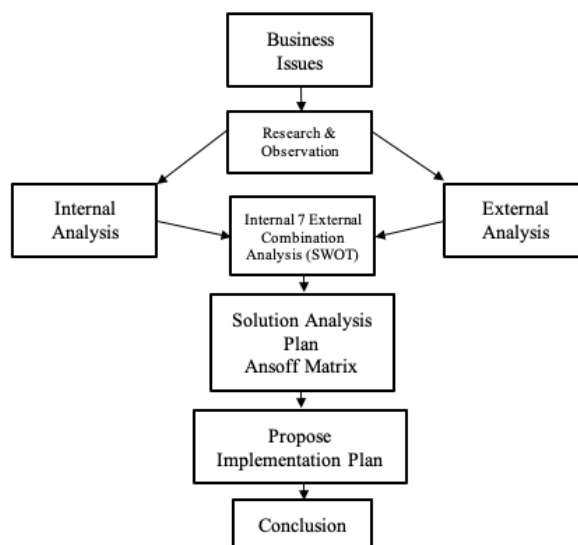 Business
Issues
Research &
Observation
Internal
Analysis
Internal 7 External
Combination
Analysis (SWOT)
External
Analysis
Solution Analysis
Plan
Ansoff Matrix
Propose
Implementation Plan
Conclusion